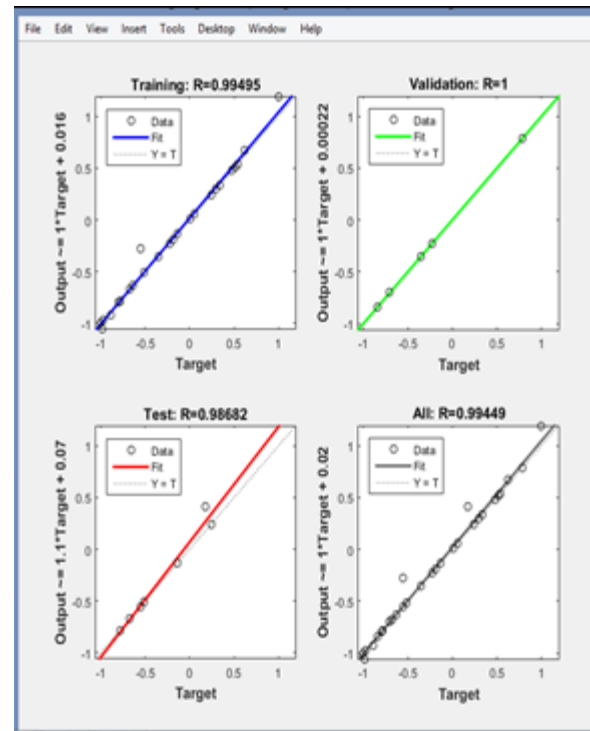 File Edit View Insert Tools Desktop Window Help
Training: R=0.99495
Output ~= 1*Target + 0.016
Data
Fit
Y = T
1
0.5
0
-0.5
-1
-1 -0.5 0 0.5 1
Target
Validation: R=1
Output ~= 1*Target + 0.00022
Data
Fit
Y = T
1
0.5
0
-0.5
-1
-1 -0.5 0 0.5 1
Target
Test: R=0.98682
Output ~= 1.1*Target + 0.07
Data
Fit
Y = T
1
0.5
0
-0.5
-1
-1 -0.5 0 0.5 1
Target
All: R=0.99449
Output ~= 1*Target + 0.02
Data
Fit
Y = T
1
0.5
0
-0.5
-1
-1 -0.5 0 0.5 1
Target